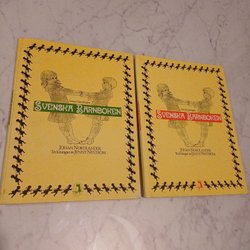 SVENSKA BARNBOKEN
JOHAN NORDLANDER
Teckningar av JENNY NYSTRÖM
SVENSKA BARNBOKEN
JOHAN NORDLANDER
Teckningar av JENNY NYSTRÖM